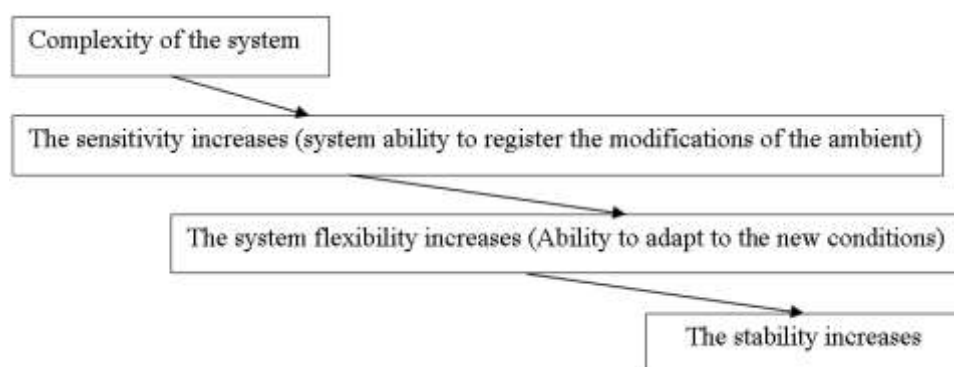 Complexity of the system
The sensitivity increases (system ability to register the modifications of the ambient)
The system flexibility increases (Ability to adapt to the new conditions)
The stability increases